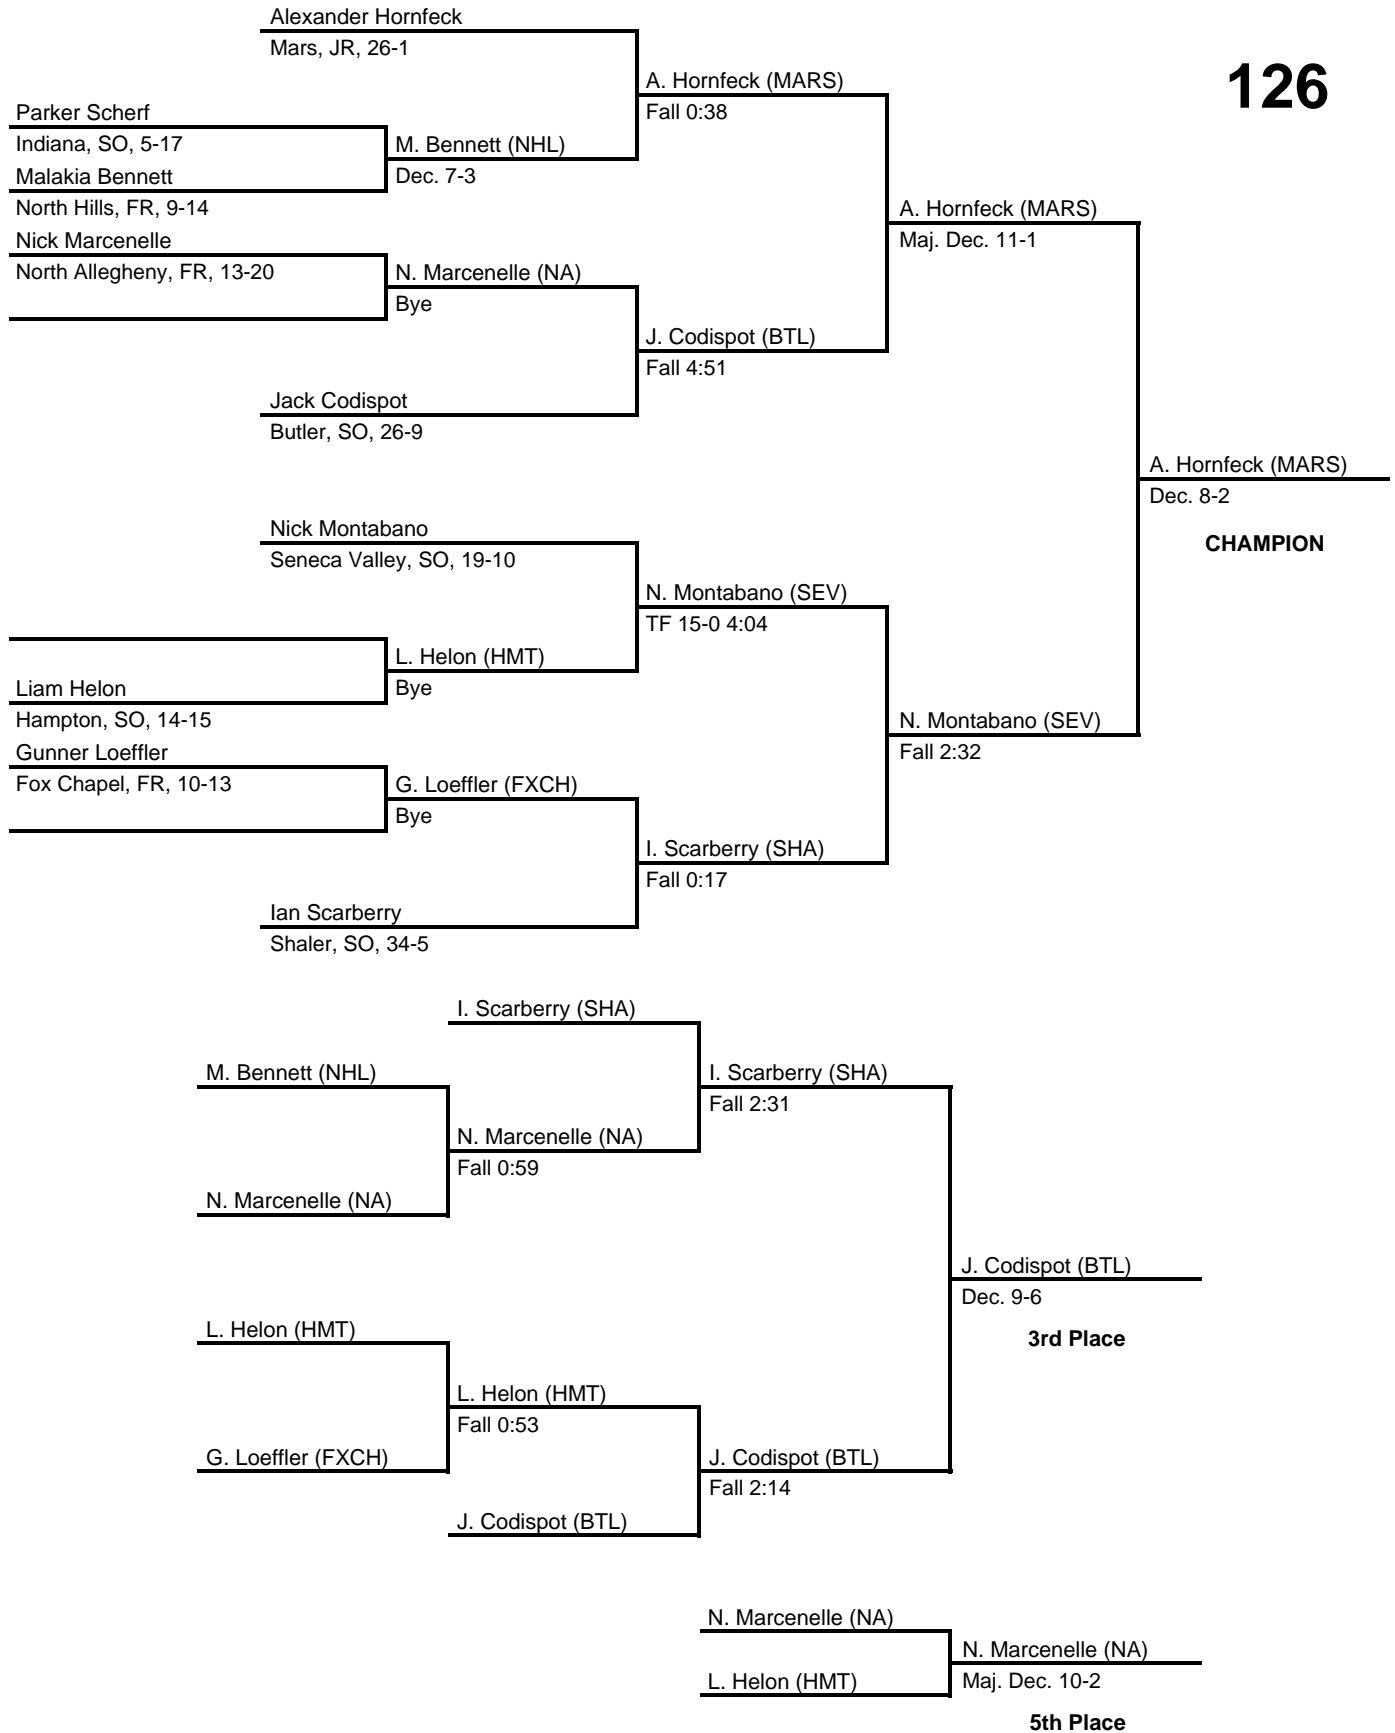 Alexander Hornfeck
Mars, JR, 26-1
126
A. Hornfeck (MARS)
Fall 0:38
Parker Scherf
Indiana, SO, 5-17
M. Bennett (NHL)
Dec. 7-3
Malakia Bennett
North Hills, FR, 9-14
A. Hornfeck (MARS)
Maj. Dec. 11-1
Nick Marcenelle
North Allegheny, FR, 13-20
N. Marcenelle (NA)
Bye
J. Codispot (BTL)
Fall 4:51
Jack Codispot
Butler, SO, 26-9
A. Hornfeck (MARS)
Dec. 8-2
CHAMPION
Nick Montabano
Seneca Valley, SO, 19-10
N. Montabano (SEV)
TF 15-0 4:04
L. Helon (HMT)
Bye
Liam Helon
Hampton, SO, 14-15
N. Montabano (SEV)
Fall 2:32
Gunner Loeffler
Fox Chapel, FR, 10-13
G. Loeffler (FXCH)
Bye
I. Scarberry (SHA)
Fall 0:17
Ian Scarberry
Shaler, SO, 34-5
I. Scarberry (SHA)
M. Bennett (NHL)
I. Scarberry (SHA)
Fall 2:31
N. Marcenelle (NA)
Fall 0:59
N. Marcenelle (NA)
J. Codispot (BTL)
Dec. 9-6
3rd Place
L. Helon (HMT)
L. Helon (HMT)
Fall 0:53
G. Loeffler (FXCH)
J. Codispot (BTL)
Fall 2:14
J. Codispot (BTL)
N. Marcenelle (NA)
N. Marcenelle (NA)
Maj. Dec. 10-2
L. Helon (HMT)
5th Place